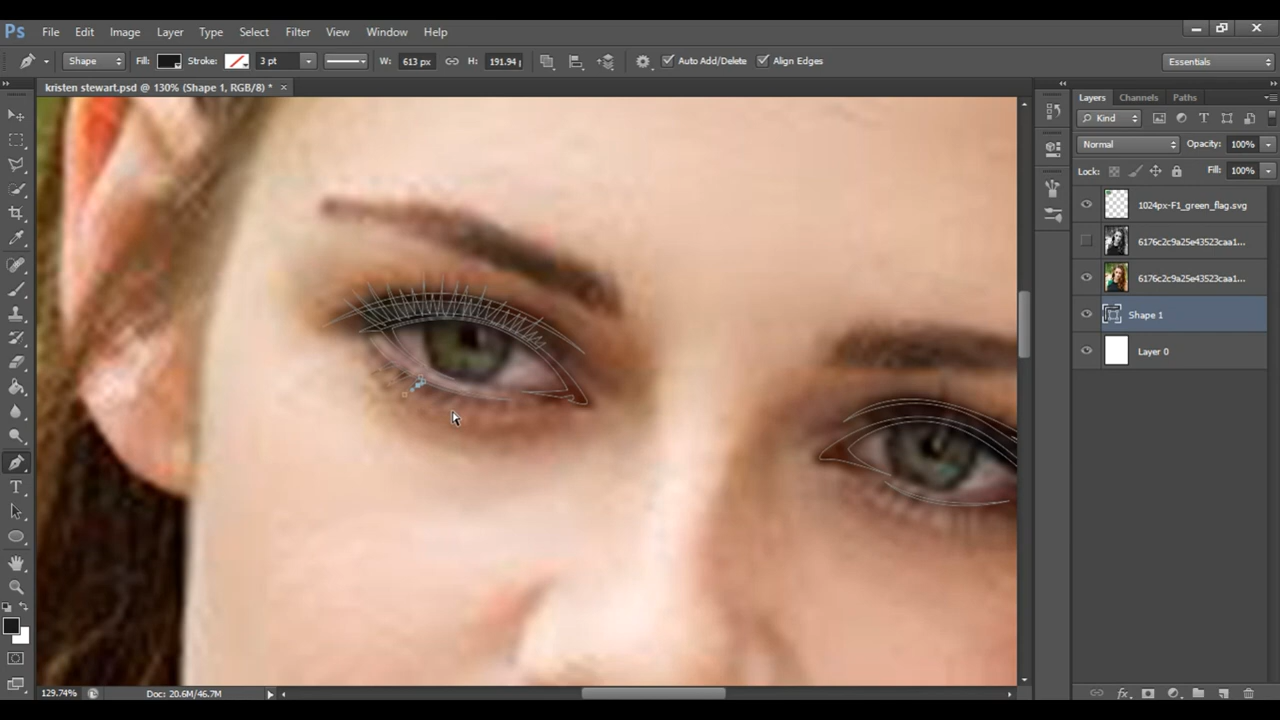 Ps File Edit Image Layer Type Select Filter View Window Help
Shape Fill: Stroke: 3 pt W: 613 px H: 191.94 Auto Add/Delete Align Edges Essentials
kristen stewart.psd @ 130% (Shape 1, RGB/8) *
Layers Channels Paths
Kind
Normal Opacity: 100%
Lock: Fill: 100%
1024px-F1_green_flag.svg
6176c2c9a25e43523caa1...
6176c2c9a25e43523caa1...
Shape 1
Layer 0
T
fx
129.74% Doc: 20.6M/46.7M